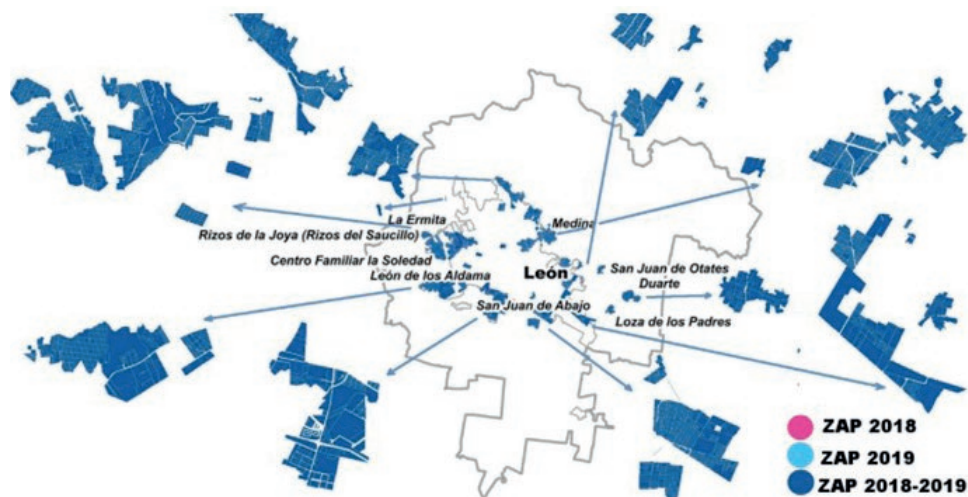 La Ermita
Medina
Rizos de la Joya (Rizos del Saucillo)
Centro Familiar la Soledad
León
San Juan de Otates
León de los Aldama
Duarte
San Juan de Abajo
Loza de los Padres
ZAP 2018
ZAP 2019
ZAP 2018-2019